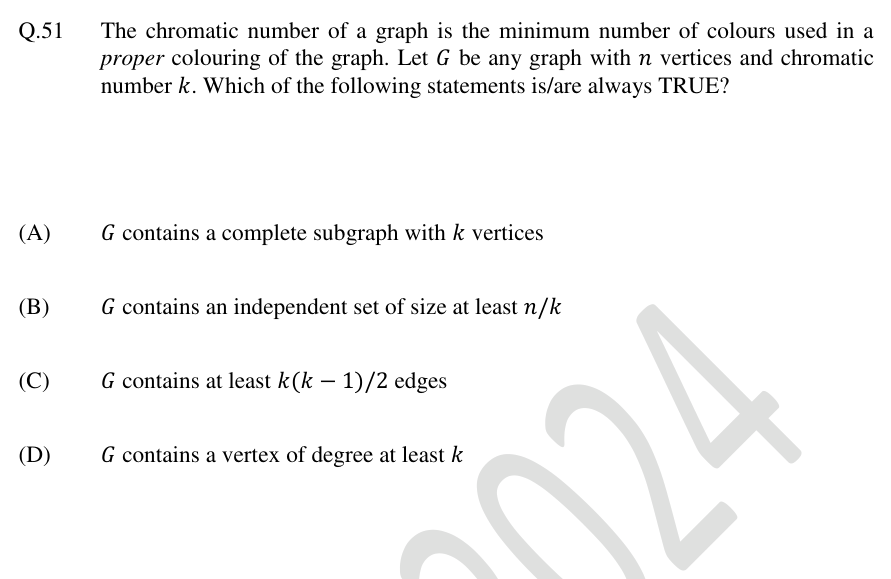 Q.51 The chromatic number of a graph is the minimum number of colours used in a
proper colouring of the graph. Let G be any graph with n vertices and chromatic
number k. Which of the following statements is/are always TRUE?
(A) G contains a complete subgraph with k vertices
(B) G contains an independent set of size at least n/k
(C) G contains at least k(k − 1)/2 edges
(D) G contains a vertex of degree at least k
2024